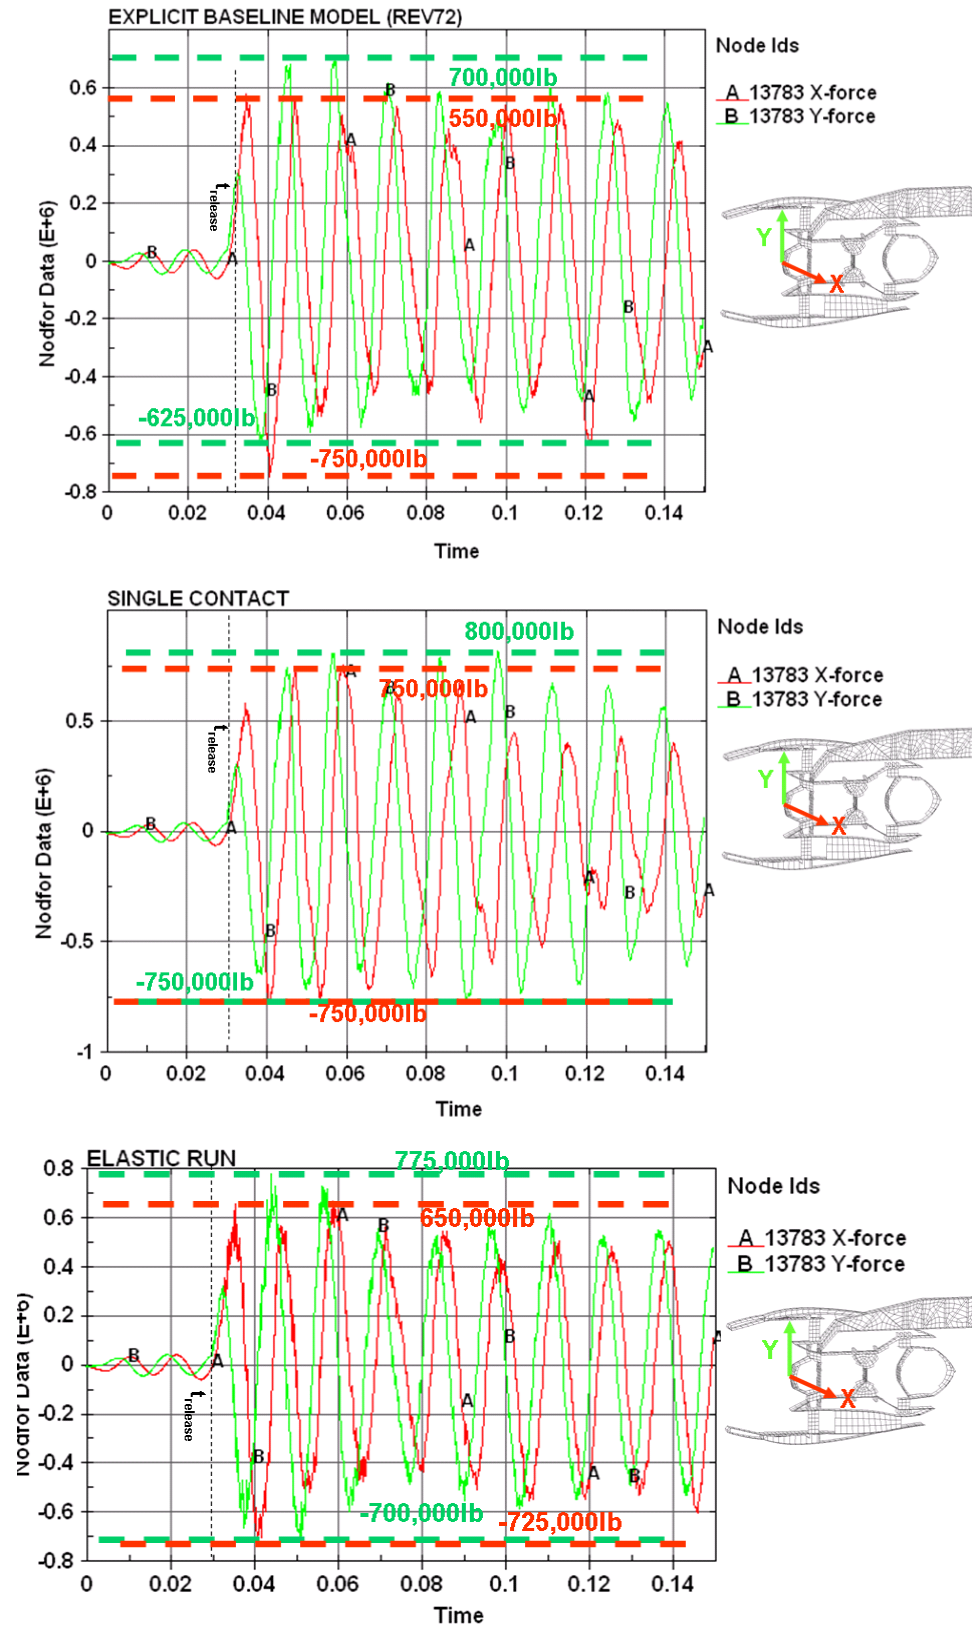 EXPLICIT BASELINE MODEL (REV72)
Node Ids
A 13783 X-force
B 13783 Y-force
700,000lb
550,000lb
-625,000lb
-750,000lb
t release
Nodfor Data (E+6)
0.6
0.4
0.2
0
-0.2
-0.4
-0.6
-0.8
0 0.02 0.04 0.06 0.08 0.1 0.12 0.14
Time
A
B
A
B
A
B
A
B
A
B
A
Y
X
SINGLE CONTACT
Node Ids
A 13783 X-force
B 13783 Y-force
800,000lb
750,000lb
-750,000lb
-750,000lb
t release
Nodfor Data (E+6)
0.5
0
-0.5
-1
0 0.02 0.04 0.06 0.08 0.1 0.12 0.14
Time
B
A
B
A
B
A
B
A
B
A
Y
X
ELASTIC RUN
Node Ids
A 13783 X-force
B 13783 Y-force
775,000lb
650,000lb
-700,000lb
-725,000lb
t release
Nodfor Data (E+6)
0.8
0.6
0.4
0.2
0
-0.2
-0.4
-0.6
-0.8
0 0.02 0.04 0.06 0.08 0.1 0.12 0.14
Time
B
A
B
A
B
A
B
A
B
A
Y
X